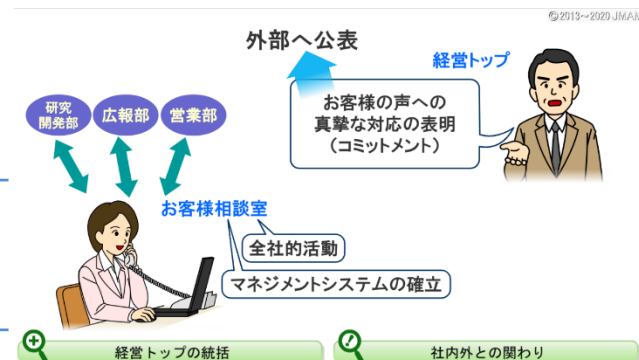 ©2013~2020 JMAM
外部へ公表
経営トップ
お客様の声への
真摯な対応の表明
(コミットメント)
研究
開発部
広報部
営業部
お客様相談室
全社的活動
マネジメントシステムの確立
経営トップの統括
社内外との関わり